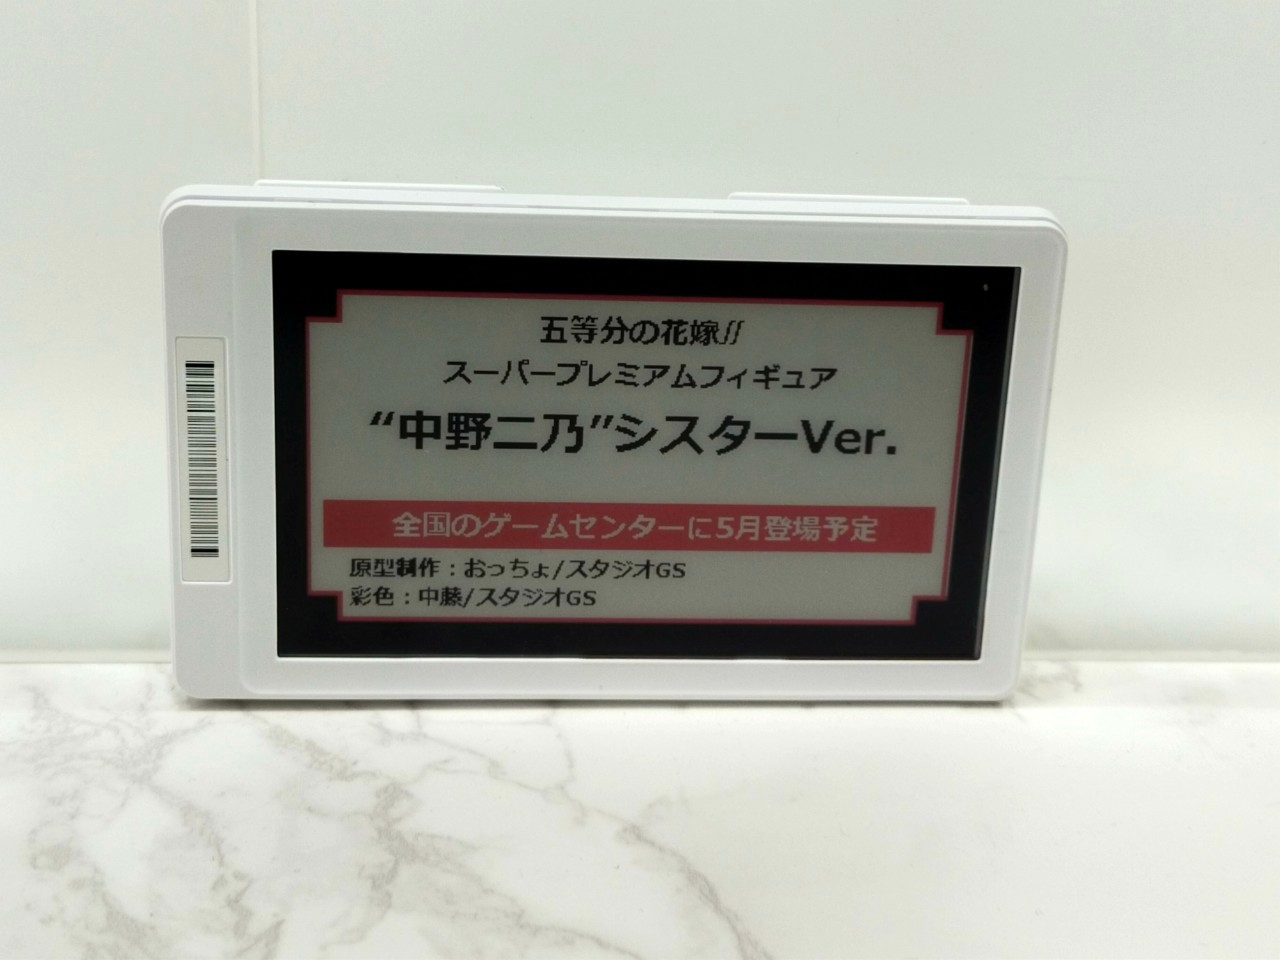 五等分の花嫁∬
スーパープレミアムフィギュア
“中野二乃”シスターVer.
全国のゲームセンターに5月登場予定
原型制作：おっちょ/スタジオGS
彩色：中藤/スタジオGS